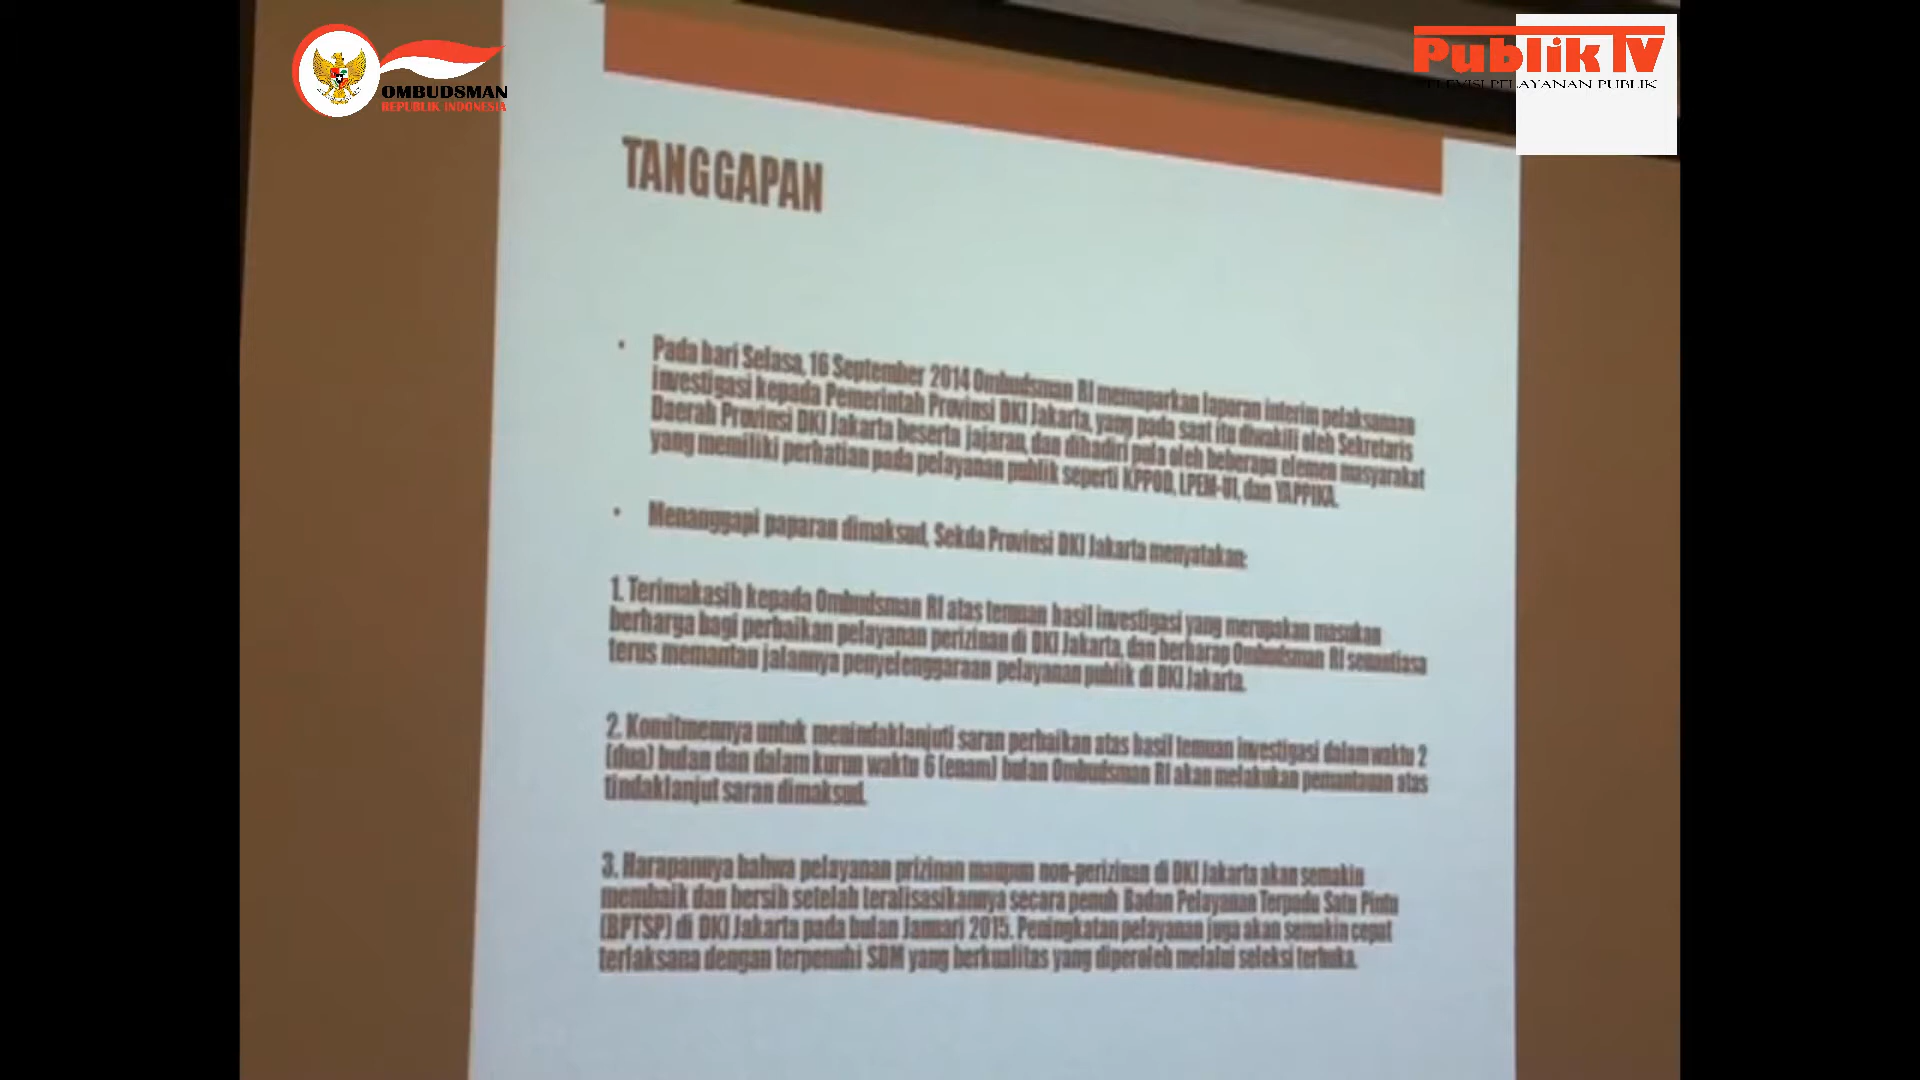 OMBUDSMAN
REPUBLIK INDONESIA
Publik TV
PELAYANAN PUBLIK
TANGGAPAN
• Pada hari Selasa, 16 September 2014 Ombudsman RI memaparkan laporan interim pelaksanaan
investigasi kepada Pemerintah Provinsi DKI Jakarta, yang pada saat itu diwakili oleh Sekretaris
Daerah Provinsi DKI Jakarta beserta jajaran, dan dihadiri pula oleh beberapa elemen masyarakat
yang memiliki perhatian pada pelayanan publik seperti KPPOD, LPEM-UI, dan YAPPIKA.
• Menanggapi paparan dimaksud, Sekda Provinsi DKI Jakarta menyatakan:
1. Terimakasih kepada Ombudsman RI atas temuan hasil investigasi yang merupakan masukan
berharga bagi perbaikan pelayanan perizinan di DKI Jakarta, dan berharap Ombudsman RI senantiasa
terus memantau jalannya penyelenggaraan pelayanan publik di DKI Jakarta.
2. Komitmennya untuk menindaklanjuti saran perbaikan atas hasil temuan investigasi dalam waktu 2
(dua) bulan dan dalam kurun waktu 6 (enam) bulan Ombudsman RI akan melakukan pemantauan atas
tindaklanjut saran dimaksud.
3. Harapannya bahwa pelayanan prizinan maupun non-perizinan di DKI Jakarta akan semakin
membaik dan bersih setelah teralisasikannya secara penuh Badan Pelayanan Terpadu Satu Pintu
(BPTSP) di DKI Jakarta pada bulan Januari 2015. Peningkatan pelayanan juga akan semakin cepat
terlaksana dengan terpenuhi SDM yang berkualitas yang diperoleh melalui seleksi terbuka.